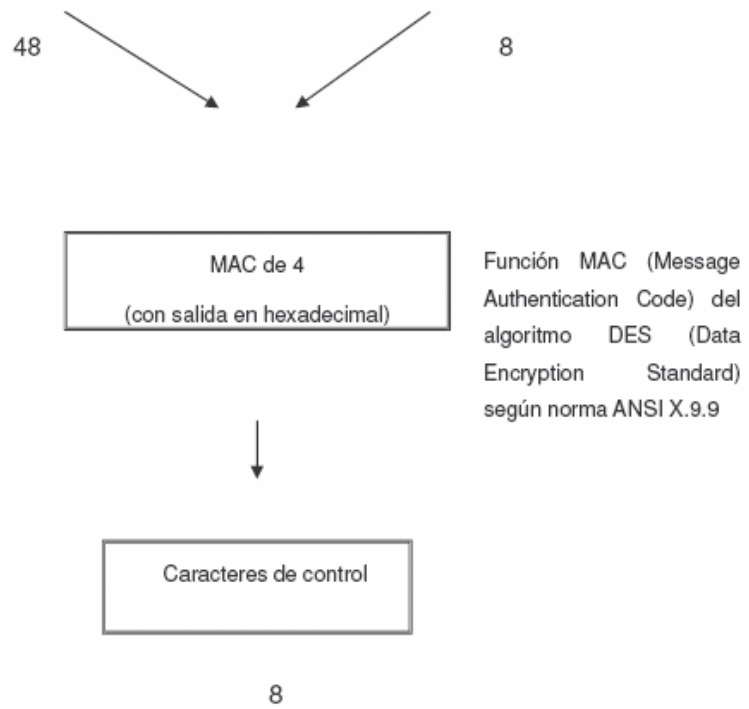 48
8
MAC de 4
(con salida en hexadecimal)
Función MAC (Message
Authentication Code) del
algoritmo DES (Data
Encryption Standard)
según norma ANSI X.9.9
Caracteres de control
8